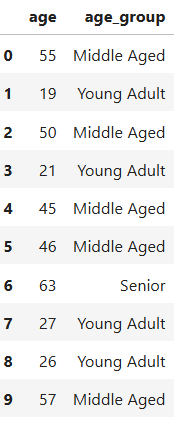 age age_group
0 55 Middle Aged
1 19 Young Adult
2 50 Middle Aged
3 21 Young Adult
4 45 Middle Aged
5 46 Middle Aged
6 63 Senior
7 27 Young Adult
8 26 Young Adult
9 57 Middle Aged